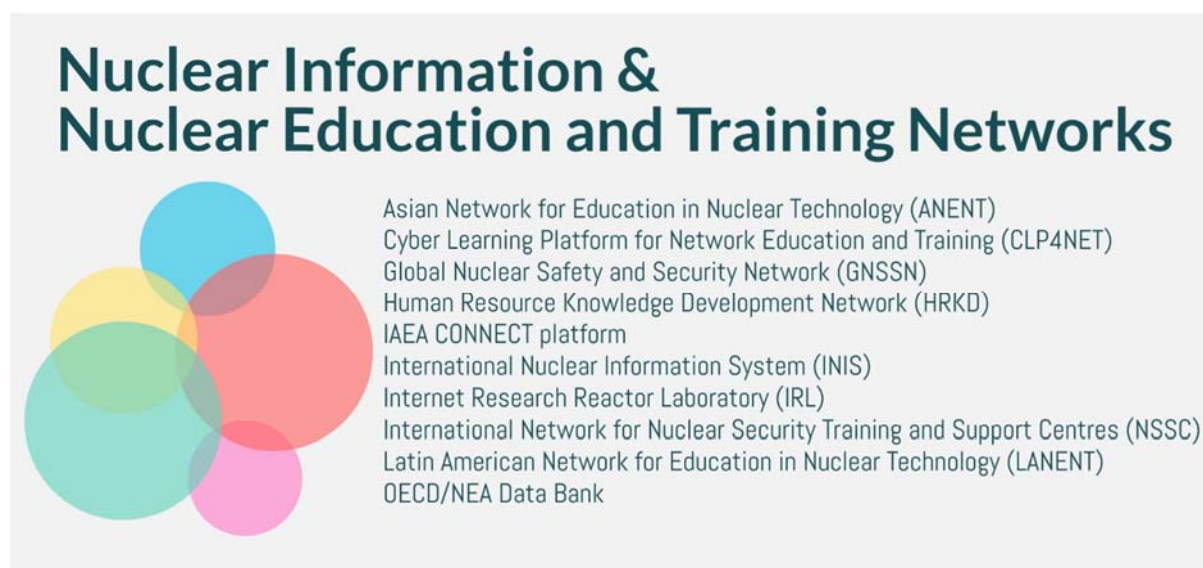 Nuclear Information &
Nuclear Education and Training Networks
Asian Network for Education in Nuclear Technology (ANENT)
Cyber Learning Platform for Network Education and Training (CLP4NET)
Global Nuclear Safety and Security Network (GNSSN)
Human Resource Knowledge Development Network (HRKD)
IAEA CONNECT platform
International Nuclear Information System (INIS)
Internet Research Reactor Laboratory (IRL)
International Network for Nuclear Security Training and Support Centres (NSSC)
Latin American Network for Education in Nuclear Technology (LANENT)
OECD/NEA Data Bank